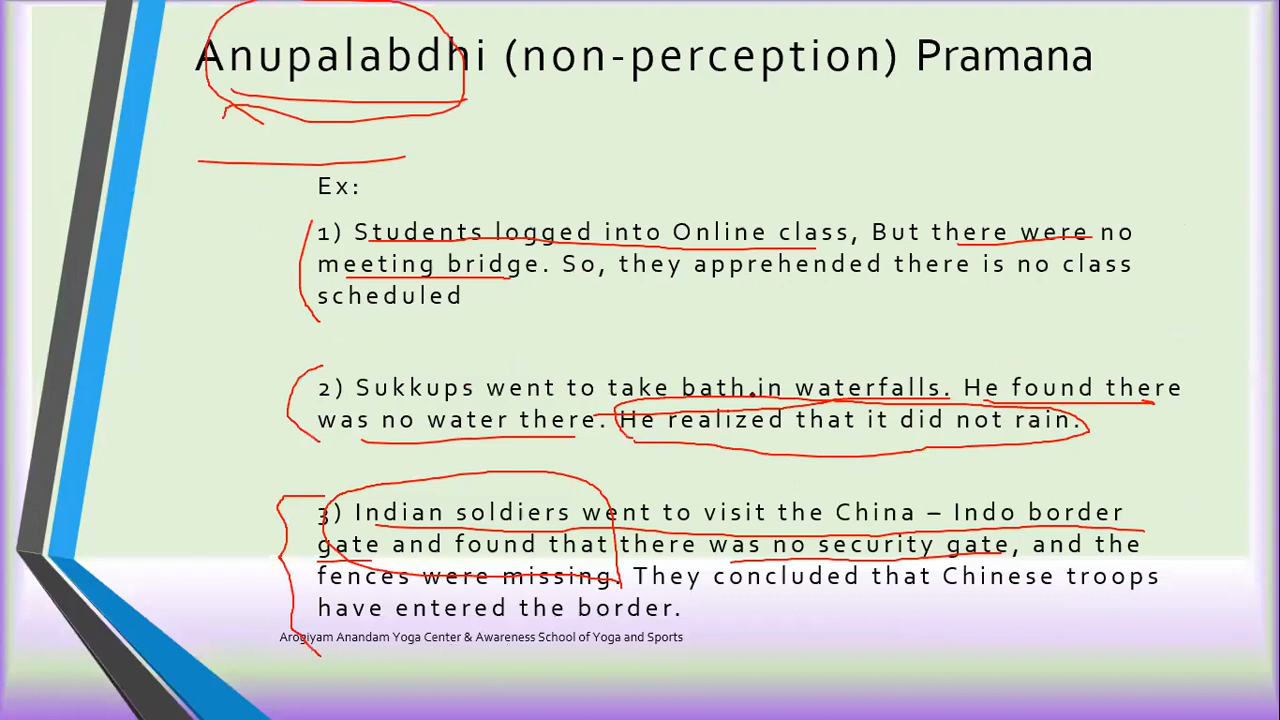 Anupalabdhi (non-perception) Pramana
Ex:
1) Students logged into Online class, But there were no
meeting bridge. So, they apprehended there is no class
scheduled
2) Sukkups went to take bath in waterfalls. He found there
was no water there. He realized that it did not rain.
3) Indian soldiers went to visit the China – Indo border
gate and found that there was no security gate, and the
fences were missing. They concluded that Chinese troops
have entered the border.
Arogiyam Anandam Yoga Center & Awareness School of Yoga and Sports